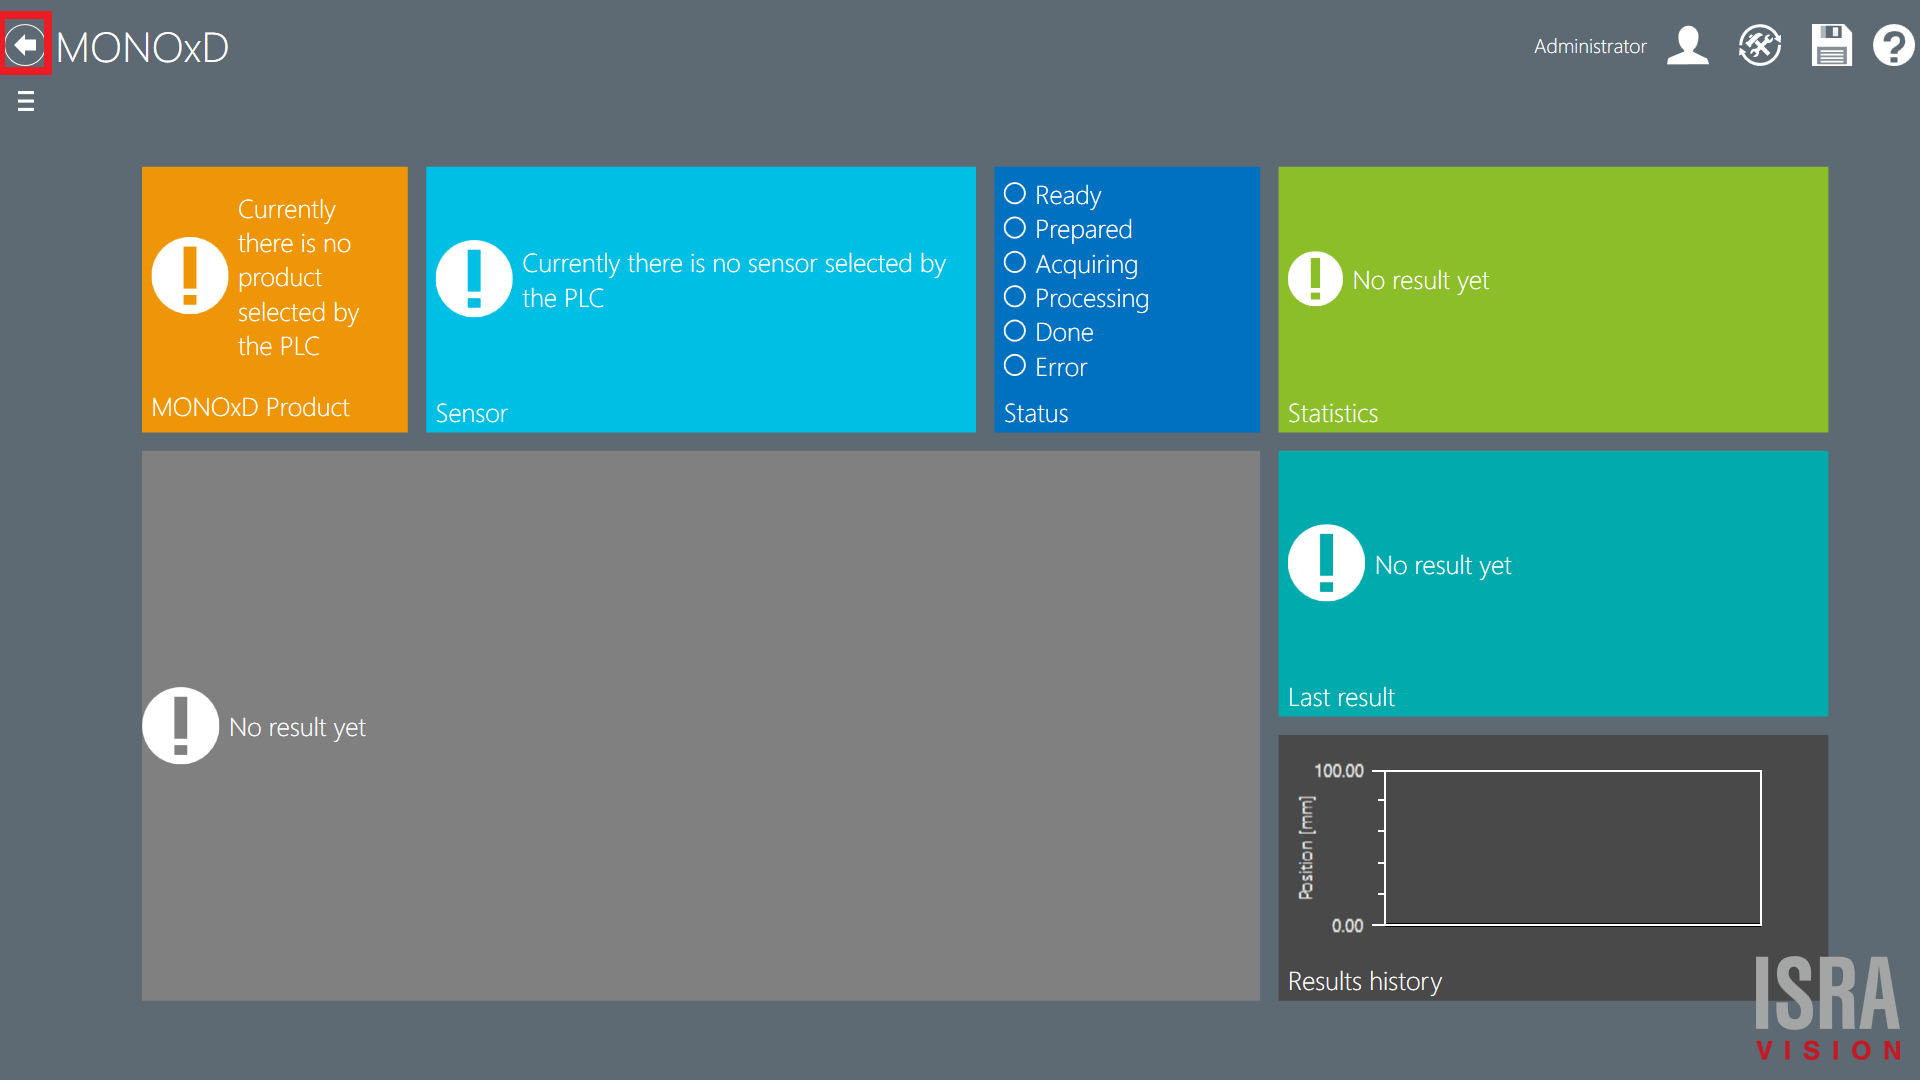 MONOxD
Administrator
Currently
there is no
product
selected by
the PLC
MONOxD Product
Currently there is no sensor selected by
the PLC
Sensor
Ready
Prepared
Acquiring
Processing
Done
Error
Status
No result yet
Statistics
No result yet
No result yet
Last result
100.00
Position [mm]
0.00
Results history
ISRA
VISION